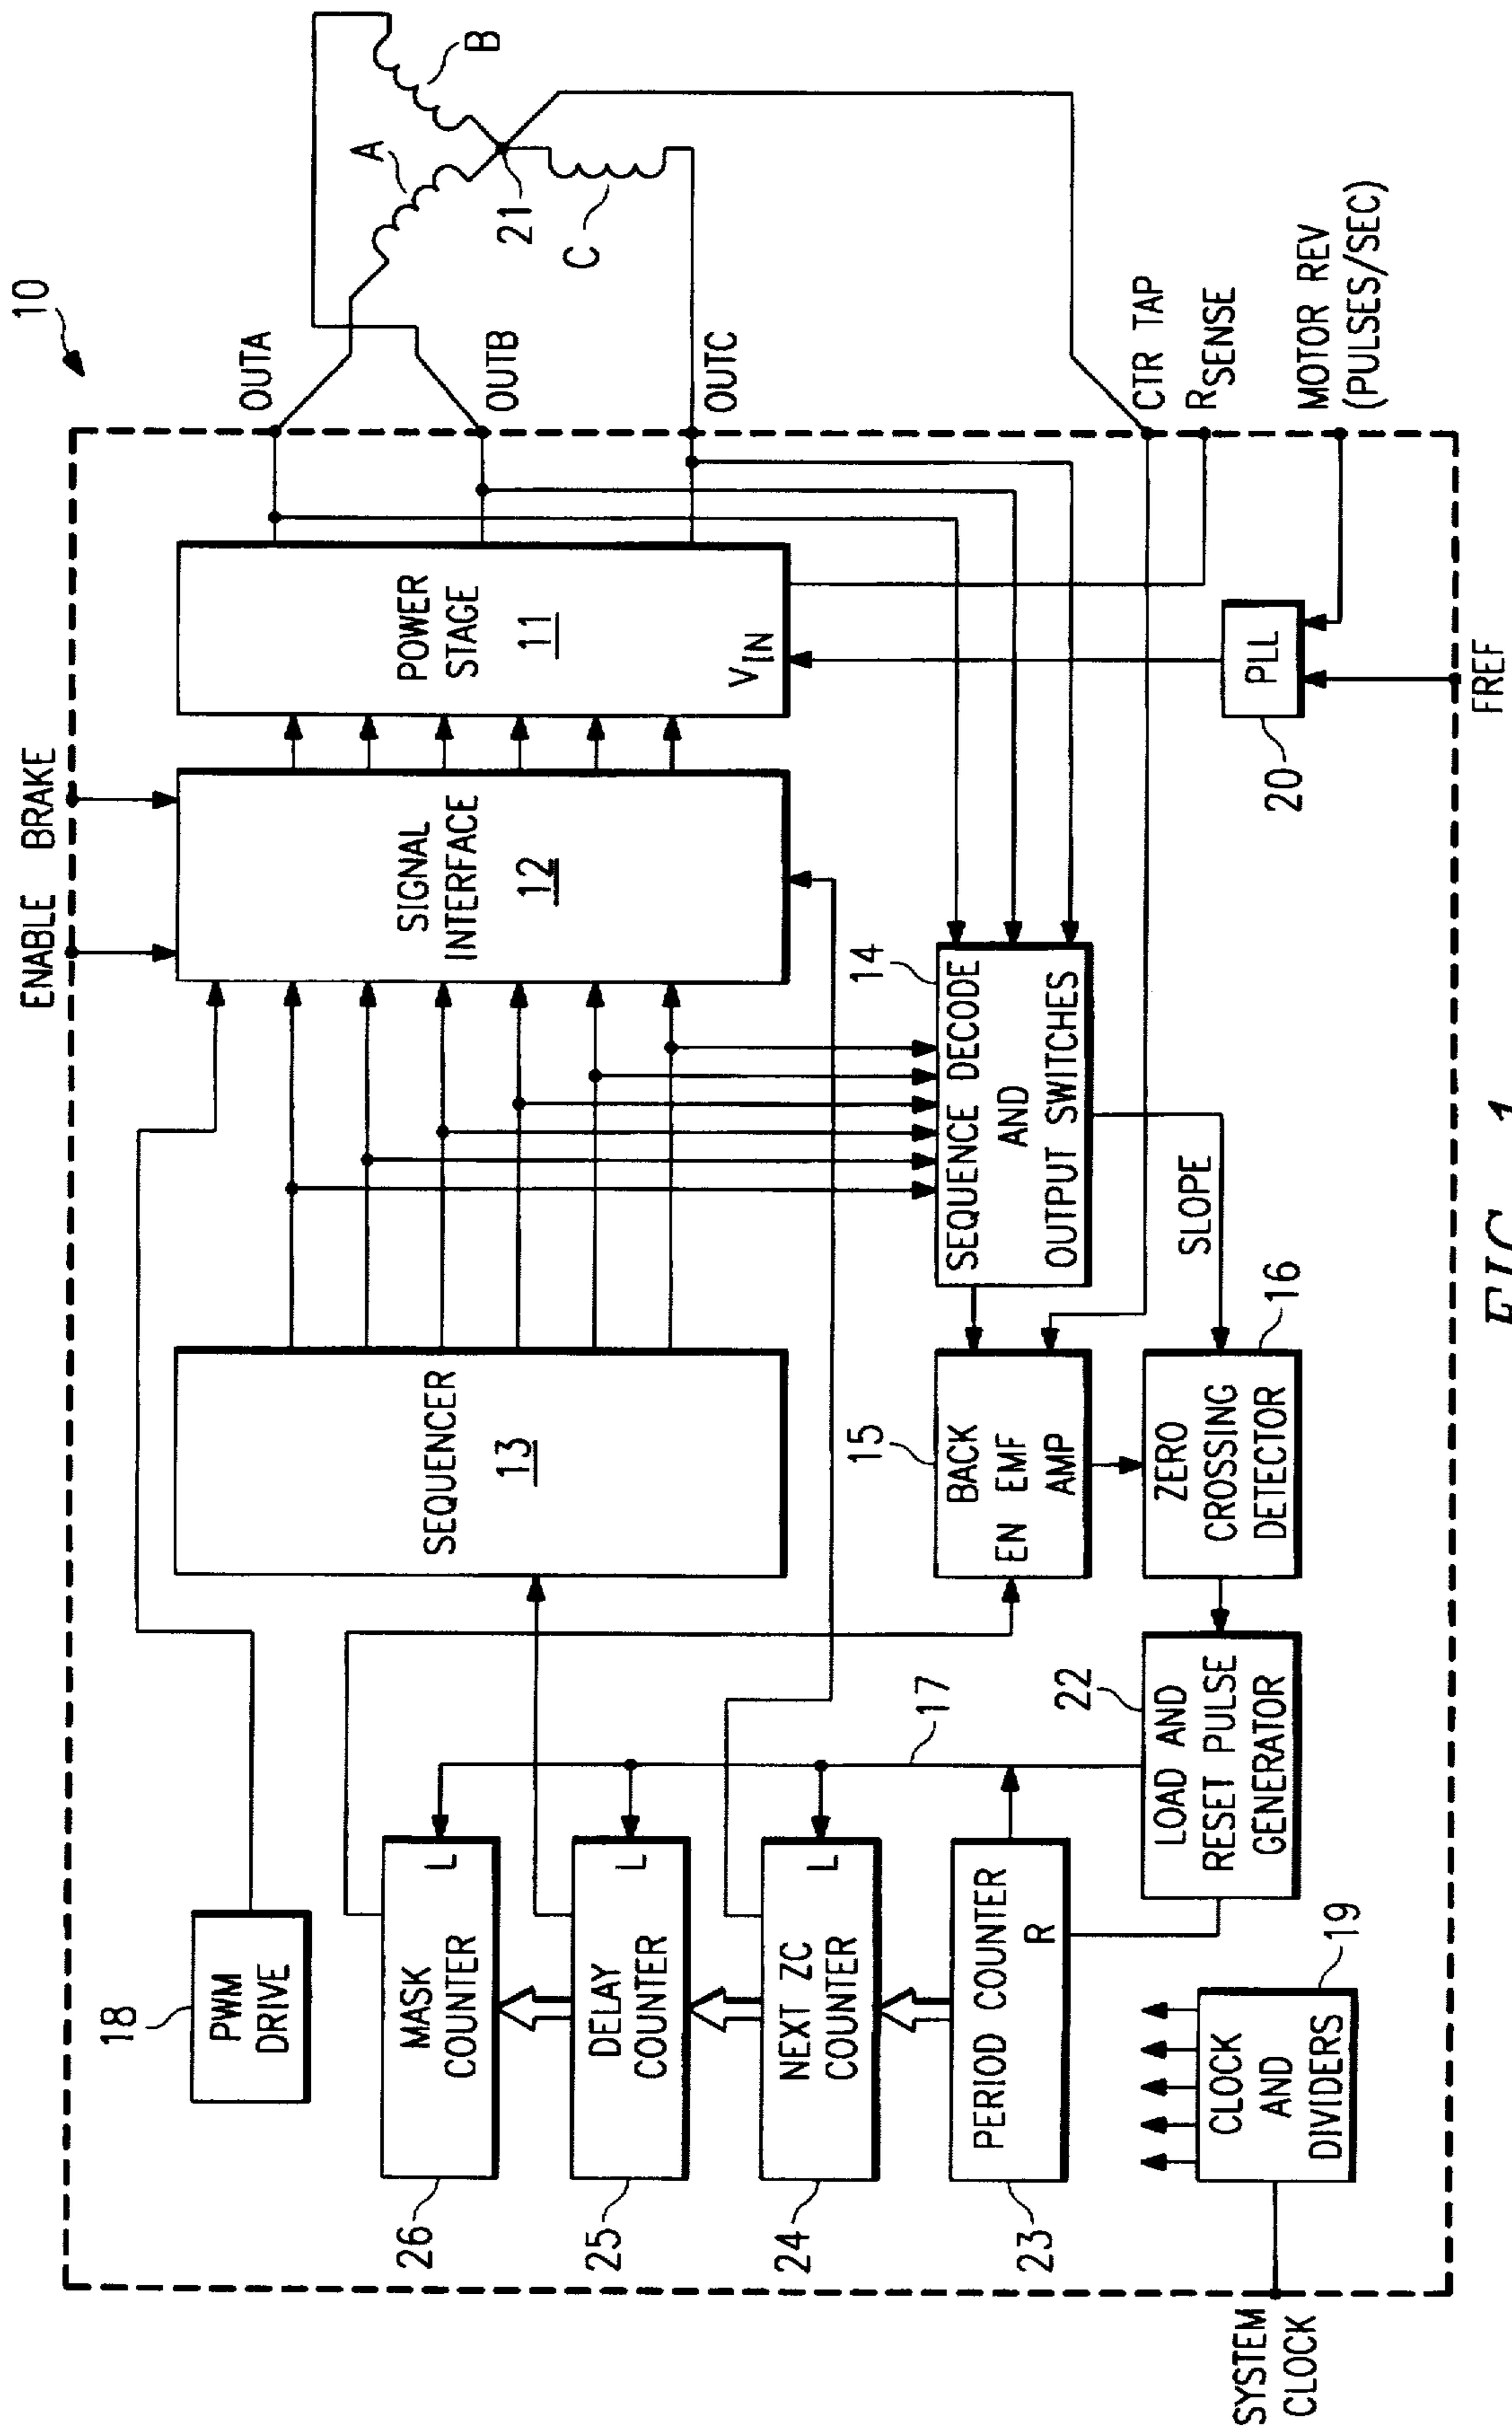 10
ENABLE BRAKE
OUTA
OUTB
OUTC
A
B
C
21
CTR TAP
RSENSE
MOTOR REV
(PULSES/SEC)
18
PWM
DRIVE
SEQUENCER
13
SIGNAL
INTERFACE
12
POWER
STAGE
11
VIN
26
MASK
COUNTER
L
25
DELAY
COUNTER
L
24
NEXT ZC
COUNTER
L
23
PERIOD COUNTER
R
17
15
BACK
EN EMF
AMP
14
SEQUENCE DECODE
AND
OUTPUT SWITCHES
SLOPE
22
LOAD AND
RESET PULSE
GENERATOR
16
ZERO
CROSSING
DETECTOR
20
PLL
FREF
19
CLOCK
AND
DIVIDERS
SYSTEM
CLOCK